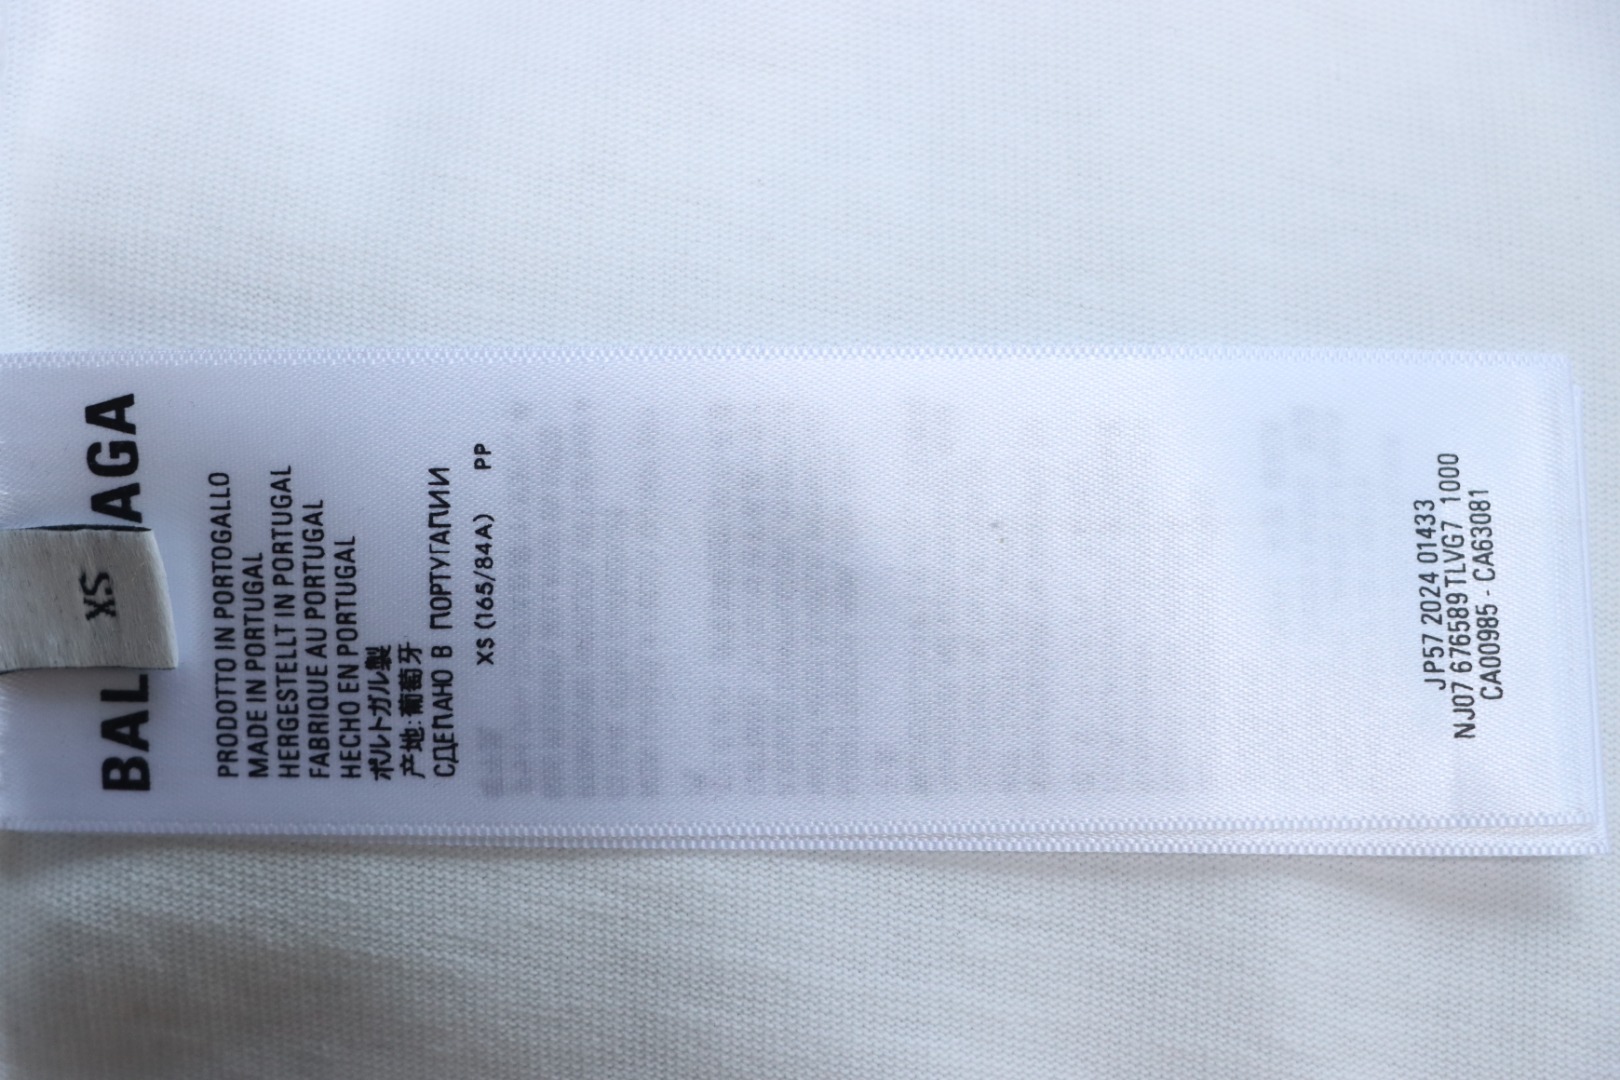 BAL AGA
XS
PRODOTTO IN PORTOGALLO
MADE IN PORTUGAL
HERGESTELLT IN PORTUGAL
FABRIQUE AU PORTUGAL
HECHO EN PORTUGAL
ポルトガル製
产地:葡萄牙
СДЕПАНО В ПОРТУГАПИИ
XS (165/84A) PP
JP57 2024 01433
NJ07 676589 TLVG7 1000
CA00985 - CA63081